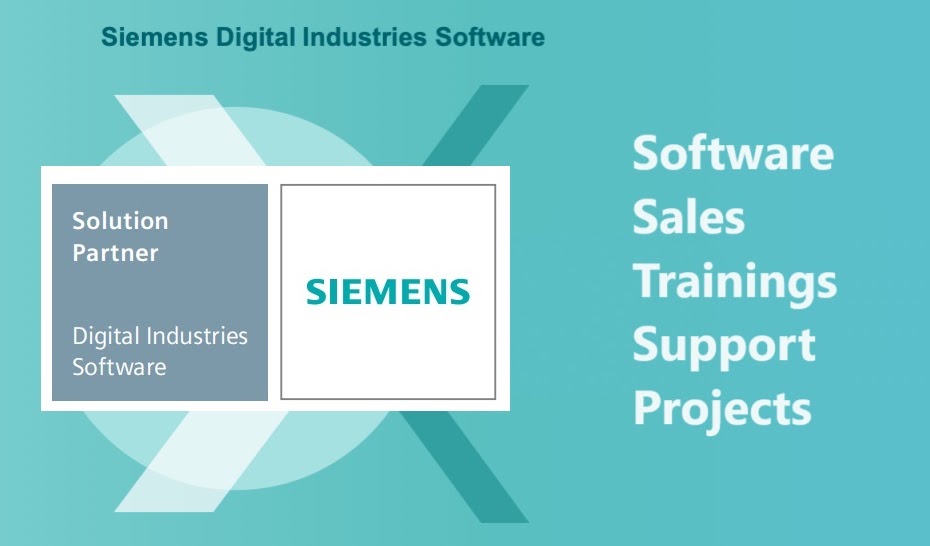 Siemens Digital Industries Software
Solution
Partner
Digital Industries
Software
SIEMENS
Software
Sales
Trainings
Support
Projects